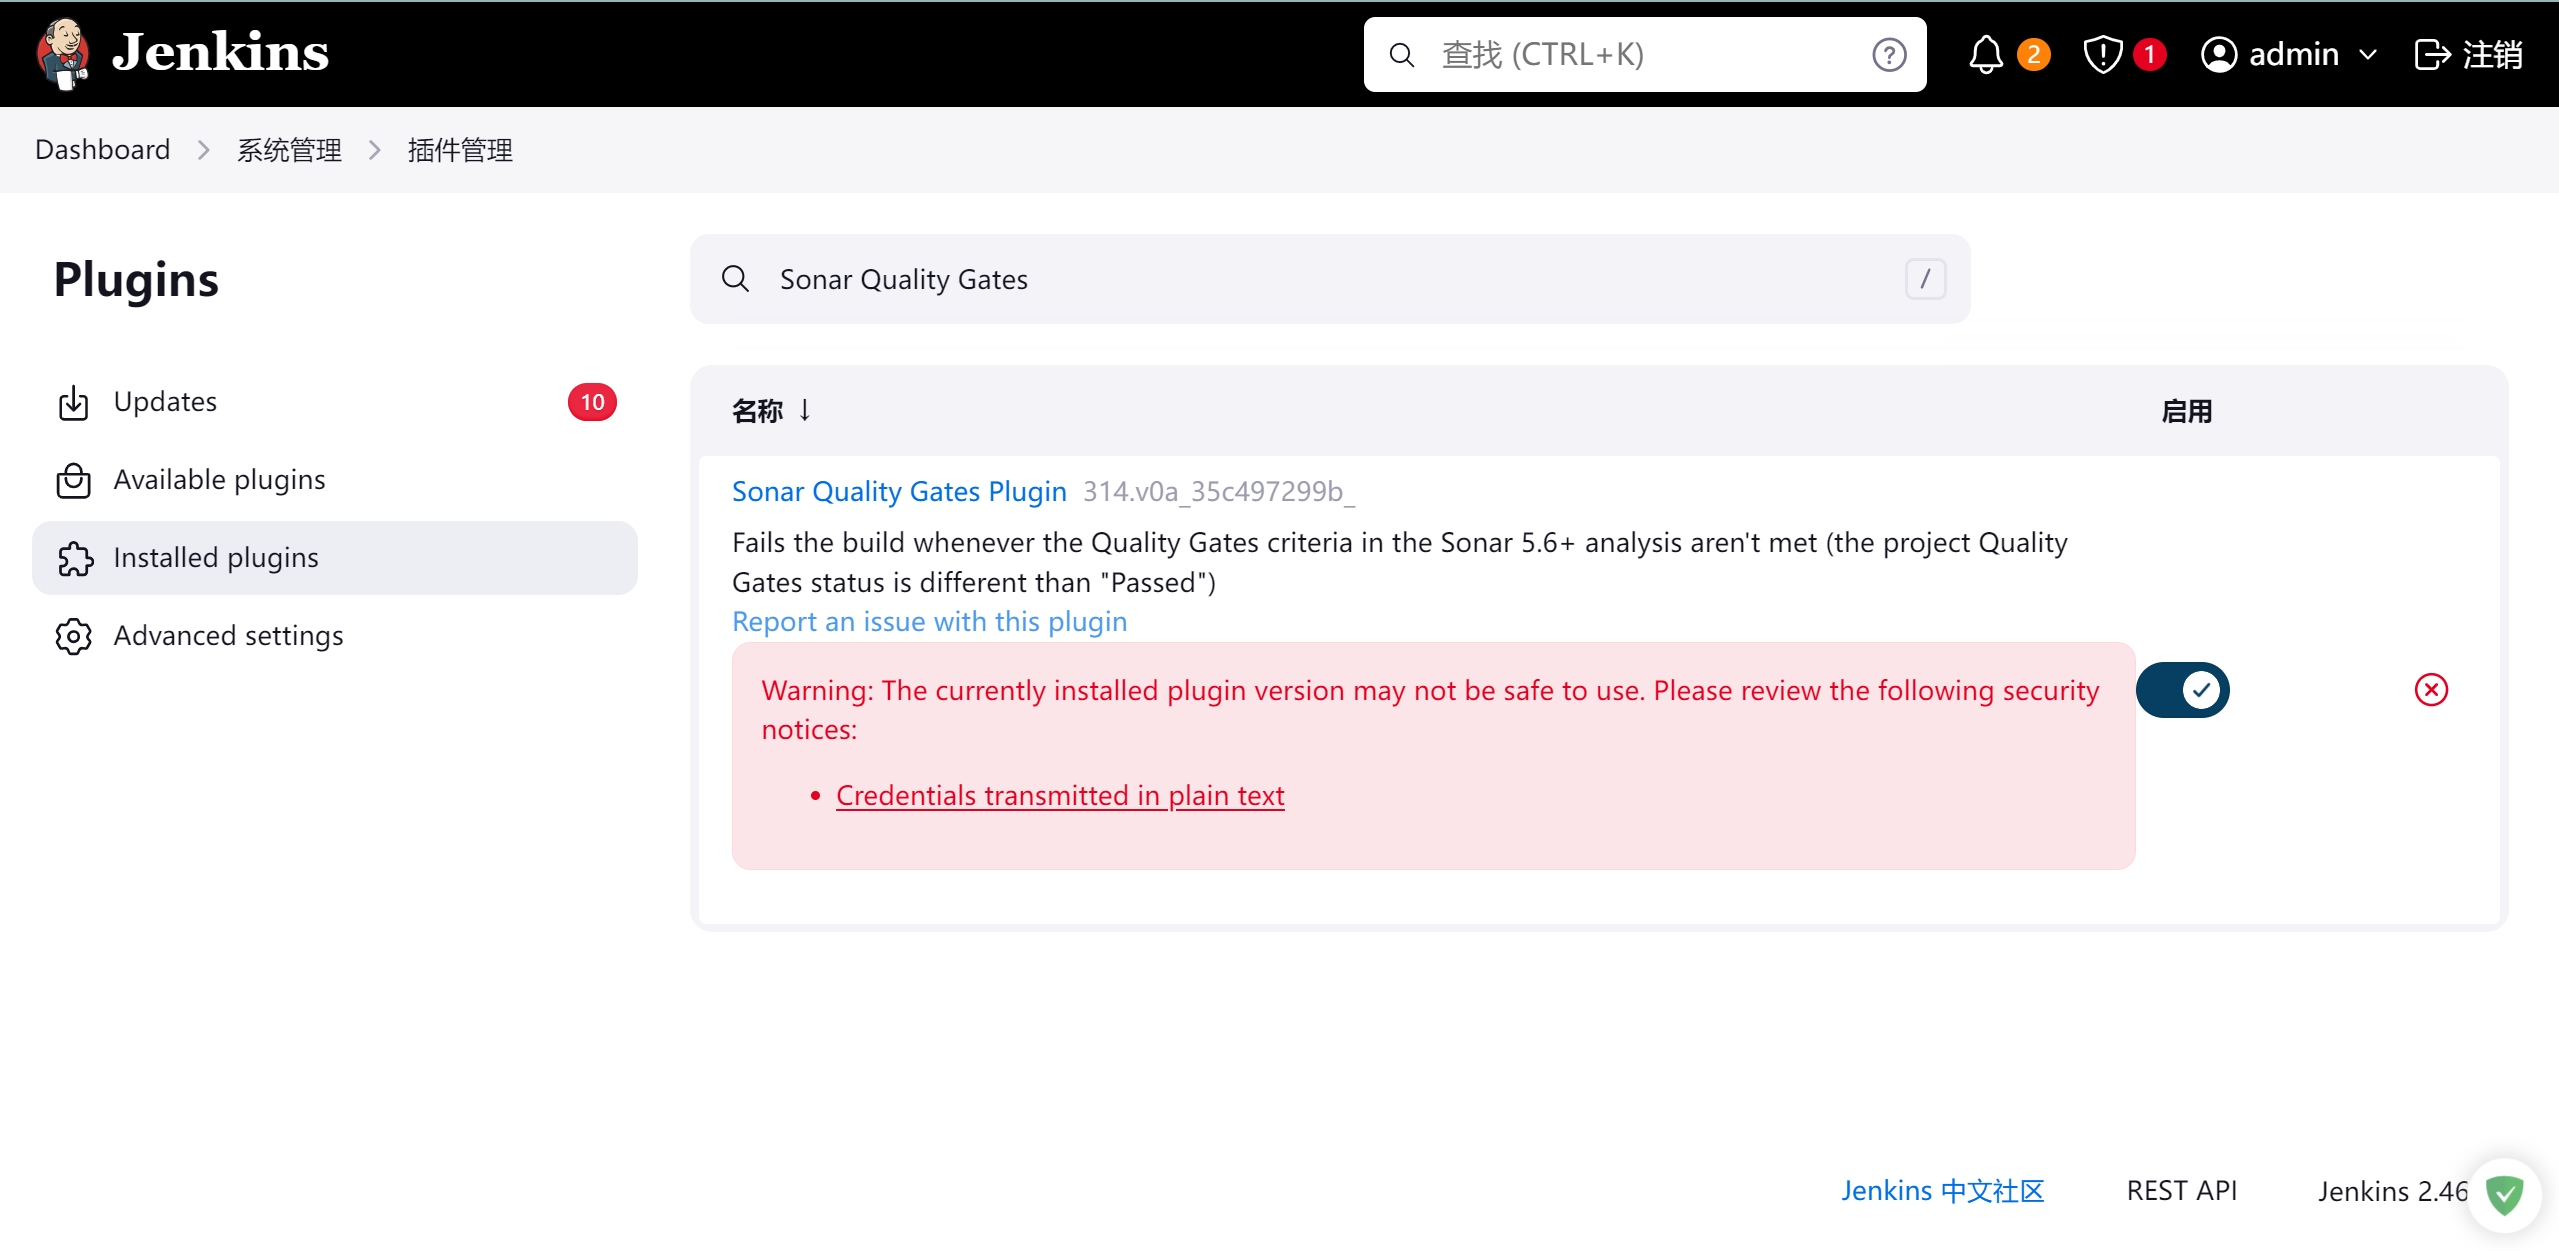 Jenkins
查找 (CTRL+K)
2
1
admin
注销
Dashboard
系统管理
插件管理
Plugins
Updates
10
Available plugins
Installed plugins
Advanced settings
Sonar Quality Gates
/
名称 ↓
启用
Sonar Quality Gates Plugin 314.v0a_35c497299b_
Fails the build whenever the Quality Gates criteria in the Sonar 5.6+ analysis aren't met (the project Quality
Gates status is different than "Passed")
Report an issue with this plugin
Warning: The currently installed plugin version may not be safe to use. Please review the following security
notices:
• Credentials transmitted in plain text
Jenkins 中文社区
REST API
Jenkins 2.46